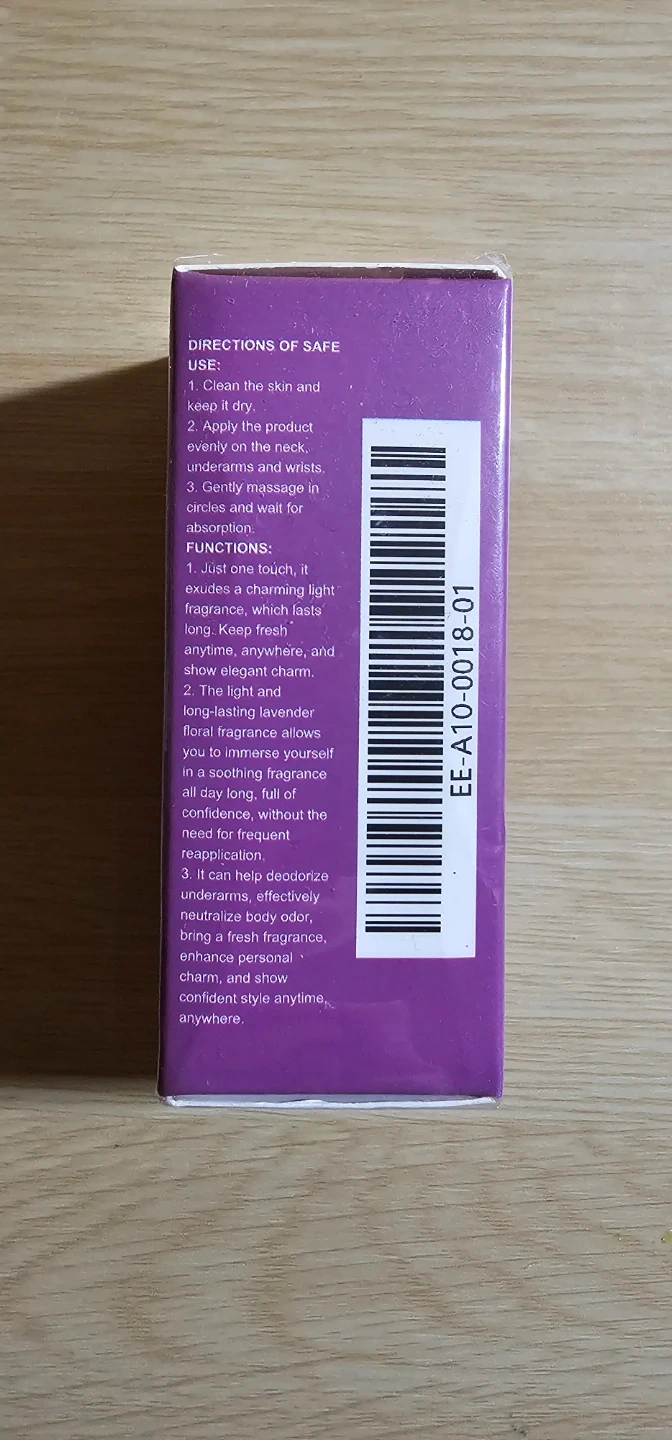 DIRECTIONS OF SAFE
USE:
1. Clean the skin and
keep it dry.
2. Apply the product
evenly on the neck,
underarms and wrists.
3. Gently massage in
circles and wait for
absorption.
FUNCTIONS:
1. Just one touch, it
exudes a charming light
fragrance, which lasts
long. Keep fresh
anytime, anywhere, and
show elegant charm.
2. The light and
long-lasting lavender
floral fragrance allows
you to immerse yourself
in a soothing fragrance
all day long, full of
confidence, without the
need for frequent
reapplication.
3. It can help deodorize
underarms, effectively
neutralize body odor,
bring a fresh fragrance,
enhance personal
charm, and show
confident style anytime,
anywhere.
EE-A10-0018-01